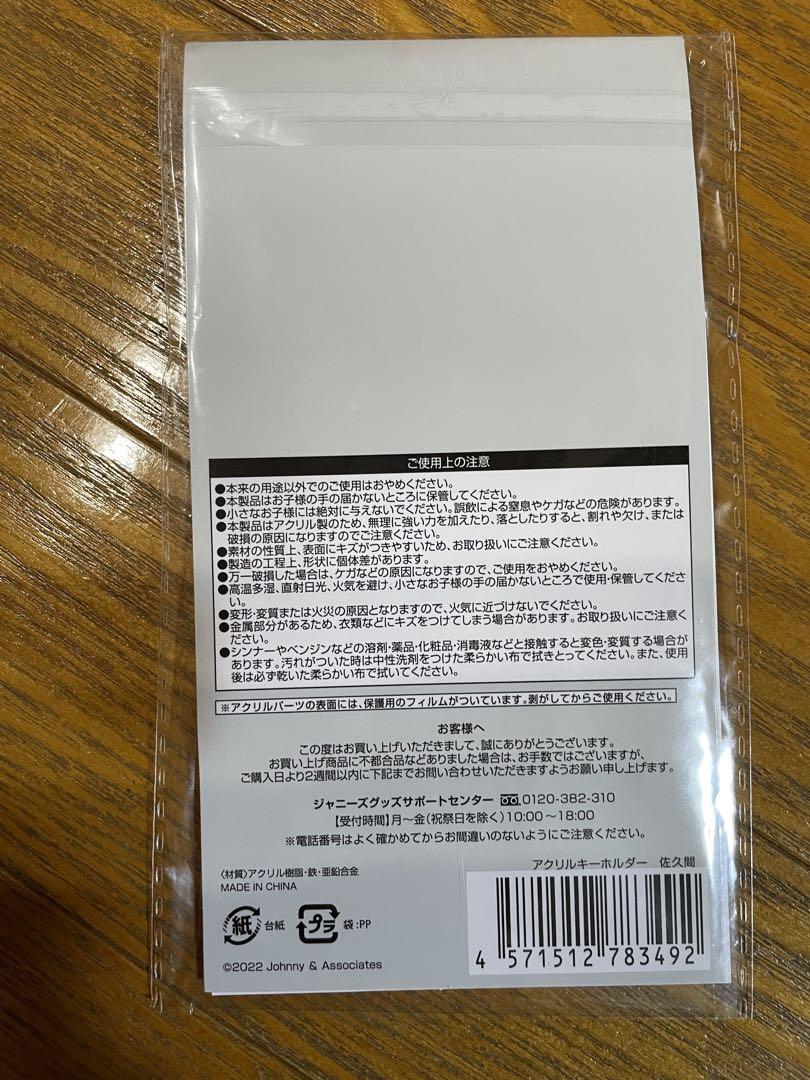 ご使用上の注意
●本来の用途以外でのご使用はおやめください。
●本製品はお子様の手の届かないところに保管してください。
●小さなお子様には絶対に与えないでください。誤飲による窒息やケガなどの危険があります。
●本製品はアクリル製のため、無理に強い力を加えたり、落としたりすると、割れや欠け、または
破損の原因になりますのでご注意ください。
●素材の性質上、表面にキズがつきやすいため、お取り扱いにご注意ください。
●製造の工程上、形状に個体差があります。
●万一破損した場合は、ケガなどの原因になりますので、ご使用をおやめください。
●高温多湿、直射日光、火気を避け、小さなお子様の手の届かないところで使用・保管してくださ
い。
●変形・変質または火災の原因となりますので、火気に近づけないでください。
●金属部分があるため、衣類などにキズをつけてしまう場合があります。お取り扱いにご注意く
ださい。
●シンナーやベンジンなどの溶剤・薬品・化粧品・消毒液などと接触すると変色・変質する場合が
あります。汚れがついた時は中性洗剤をつけた柔らかい布で拭きとってください。また、使用
後は必ず乾いた柔らかい布で拭いてください。
※アクリルパーツの表面には、保護用のフィルムがついています。剥がしてからご使用ください。
お客様へ
この度はお買い上げいただきまして、誠にありがとうございます。
お買い上げ商品に不都合品などありました場合は、お手数ではございますが、
ご購入日より2週間以内に下記までお問い合わせいただきますようお願い申し上げます。
ジャニーズグッズサポートセンター 0120-382-310
【受付時間】月～金(祝祭日を除く)10:00～18:00
※電話番号はよく確かめてからお間違いのないようにご注意ください。
〈材質〉アクリル樹脂・鉄・亜鉛合金
MADE IN CHINA
紙 台紙 プラ 袋:PP
©2022 Johnny & Associates
アクリルキーホルダー 佐久間
4 571512 783492